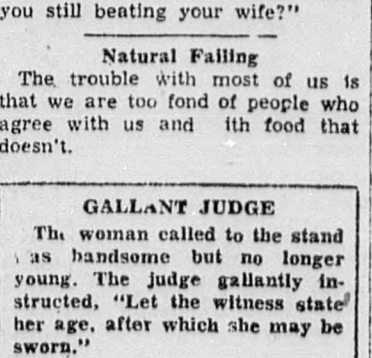 you still beating your wife?"
Natural Failing
The trouble with most of us is
that we are too fond of people who
agree with us and ith food that
doesn't.
GALLANT JUDGE
The woman called to the stand
as handsome but no longer
young. The judge gallantly in-
structed, "Let the witness state
her age, after which she may be
sworn."